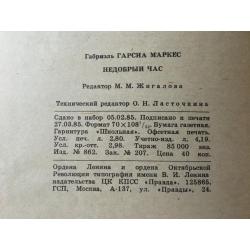 Габриэль ГАРСИА МАРКЕС
НЕДОБРЫЙ ЧАС
Редактор М. М. Жигалова
Технический редактор О. Н. Ласточкина
Сдано в набор 05.02.85. Подписано к печати
27.03.85. Формат 70×108¹/₃₂. Бумага газетная.
Гарнитура «Школьная». Офсетная печать.
Усл. печ. л. 2,80. Учетно-изд. л. 4,19.
Усл. кр.-отт. 2,98. Тираж 85 000 экз.
Изд. № 862. Зак. № 207. Цена 40 коп.
Ордена Ленина и ордена Октябрьской
Революции типография имени В. И. Ленина
издательства ЦК КПСС «Правда». 125865,
ГСП, Москва, А-137, ул. «Правды», 24.